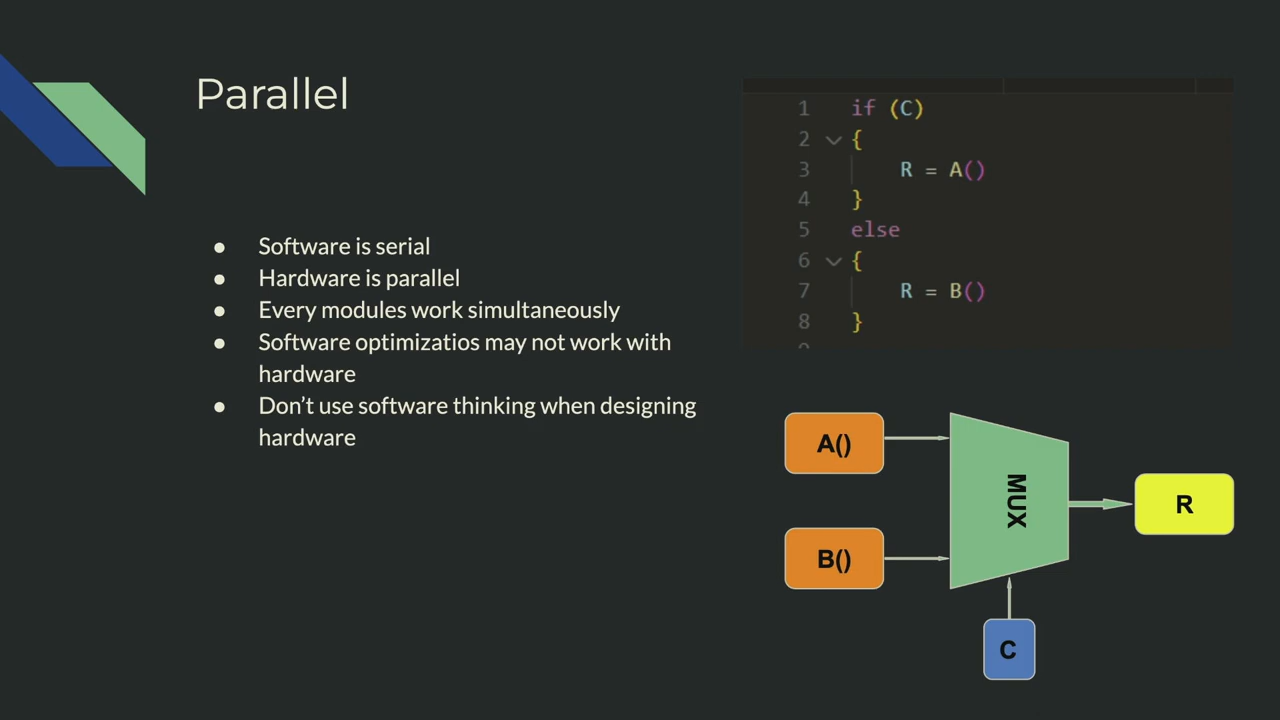 Parallel
● Software is serial
● Hardware is parallel
● Every modules work simultaneously
● Software optimizatios may not work with
hardware
● Don't use software thinking when designing
hardware
1 if (C)
2 {
3 R = A()
4 }
5 else
6 {
7 R = B()
8 }
A()
B()
MUX
R
C